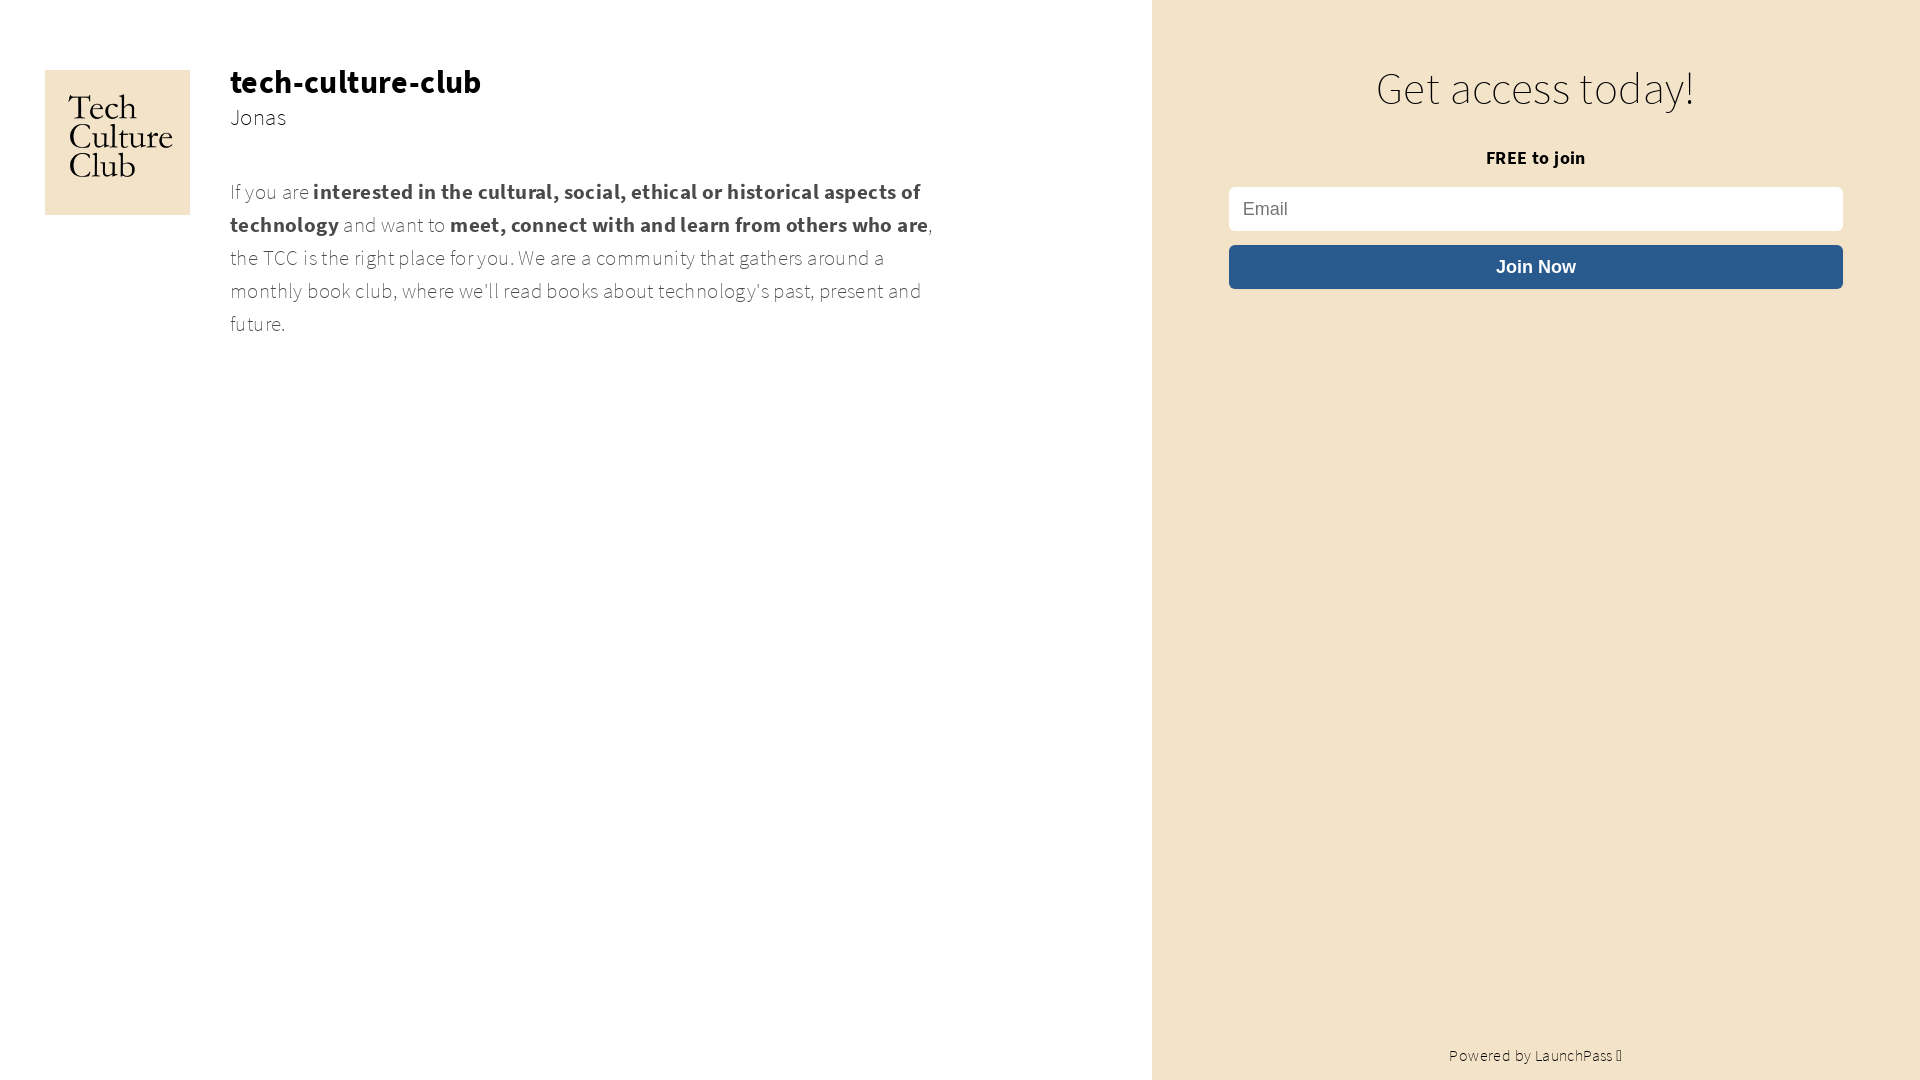 Tech
Culture
Club
tech-culture-club
Jonas
If you are interested in the cultural, social, ethical or historical aspects of
technology and want to meet, connect with and learn from others who are,
the TCC is the right place for you. We are a community that gathers around a
monthly book club, where we'll read books about technology's past, present and
future.
Get access today!
FREE to join
Email
Join Now
Powered by LaunchPass